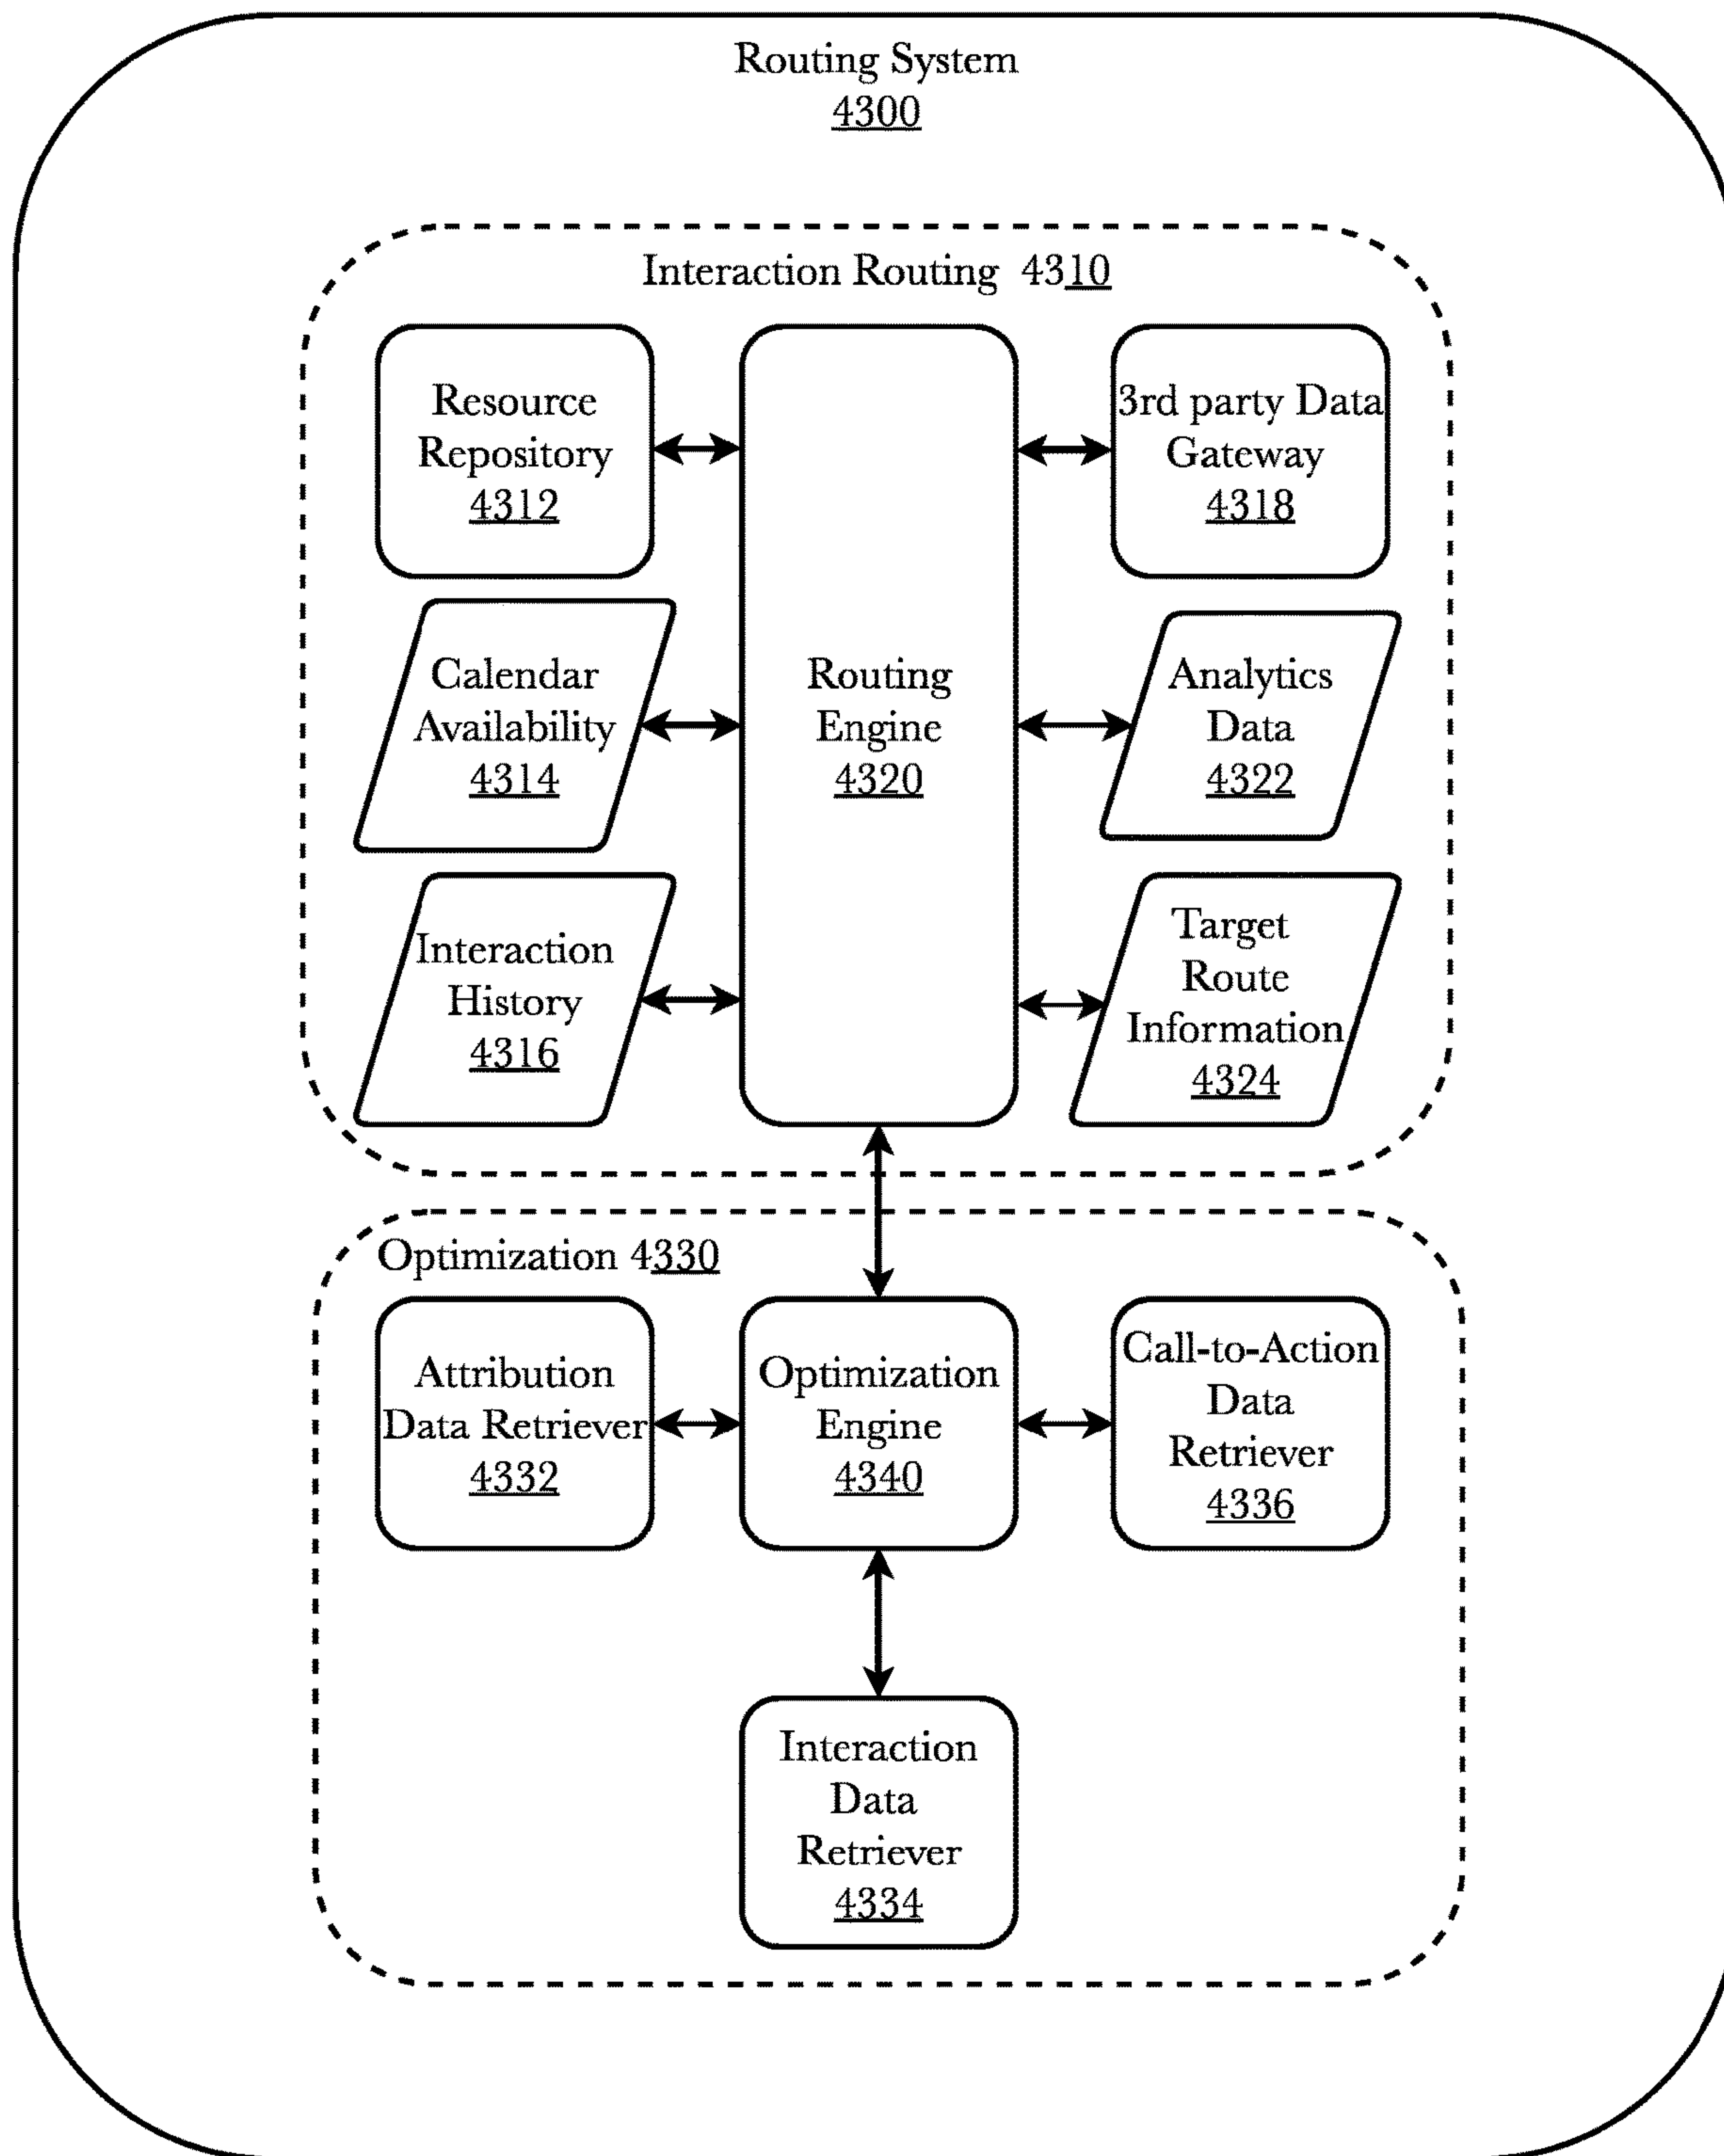 Routing System
4300
Interaction Routing 4310
Resource
Repository
4312
Calendar
Availability
4314
Interaction
History
4316
Routing
Engine
4320
3rd party Data
Gateway
4318
Analytics
Data
4322
Target
Route
Information
4324
Optimization 4330
Attribution
Data Retriever
4332
Optimization
Engine
4340
Call-to-Action
Data
Retriever
4336
Interaction
Data
Retriever
4334